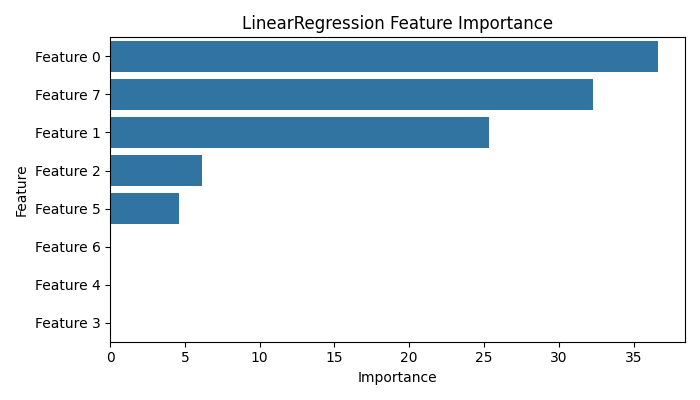 LinearRegression Feature Importance
Feature 0
Feature 7
Feature 1
Feature 2
Feature 5
Feature 6
Feature 4
Feature 3
Feature
0 5 10 15 20 25 30 35
Importance